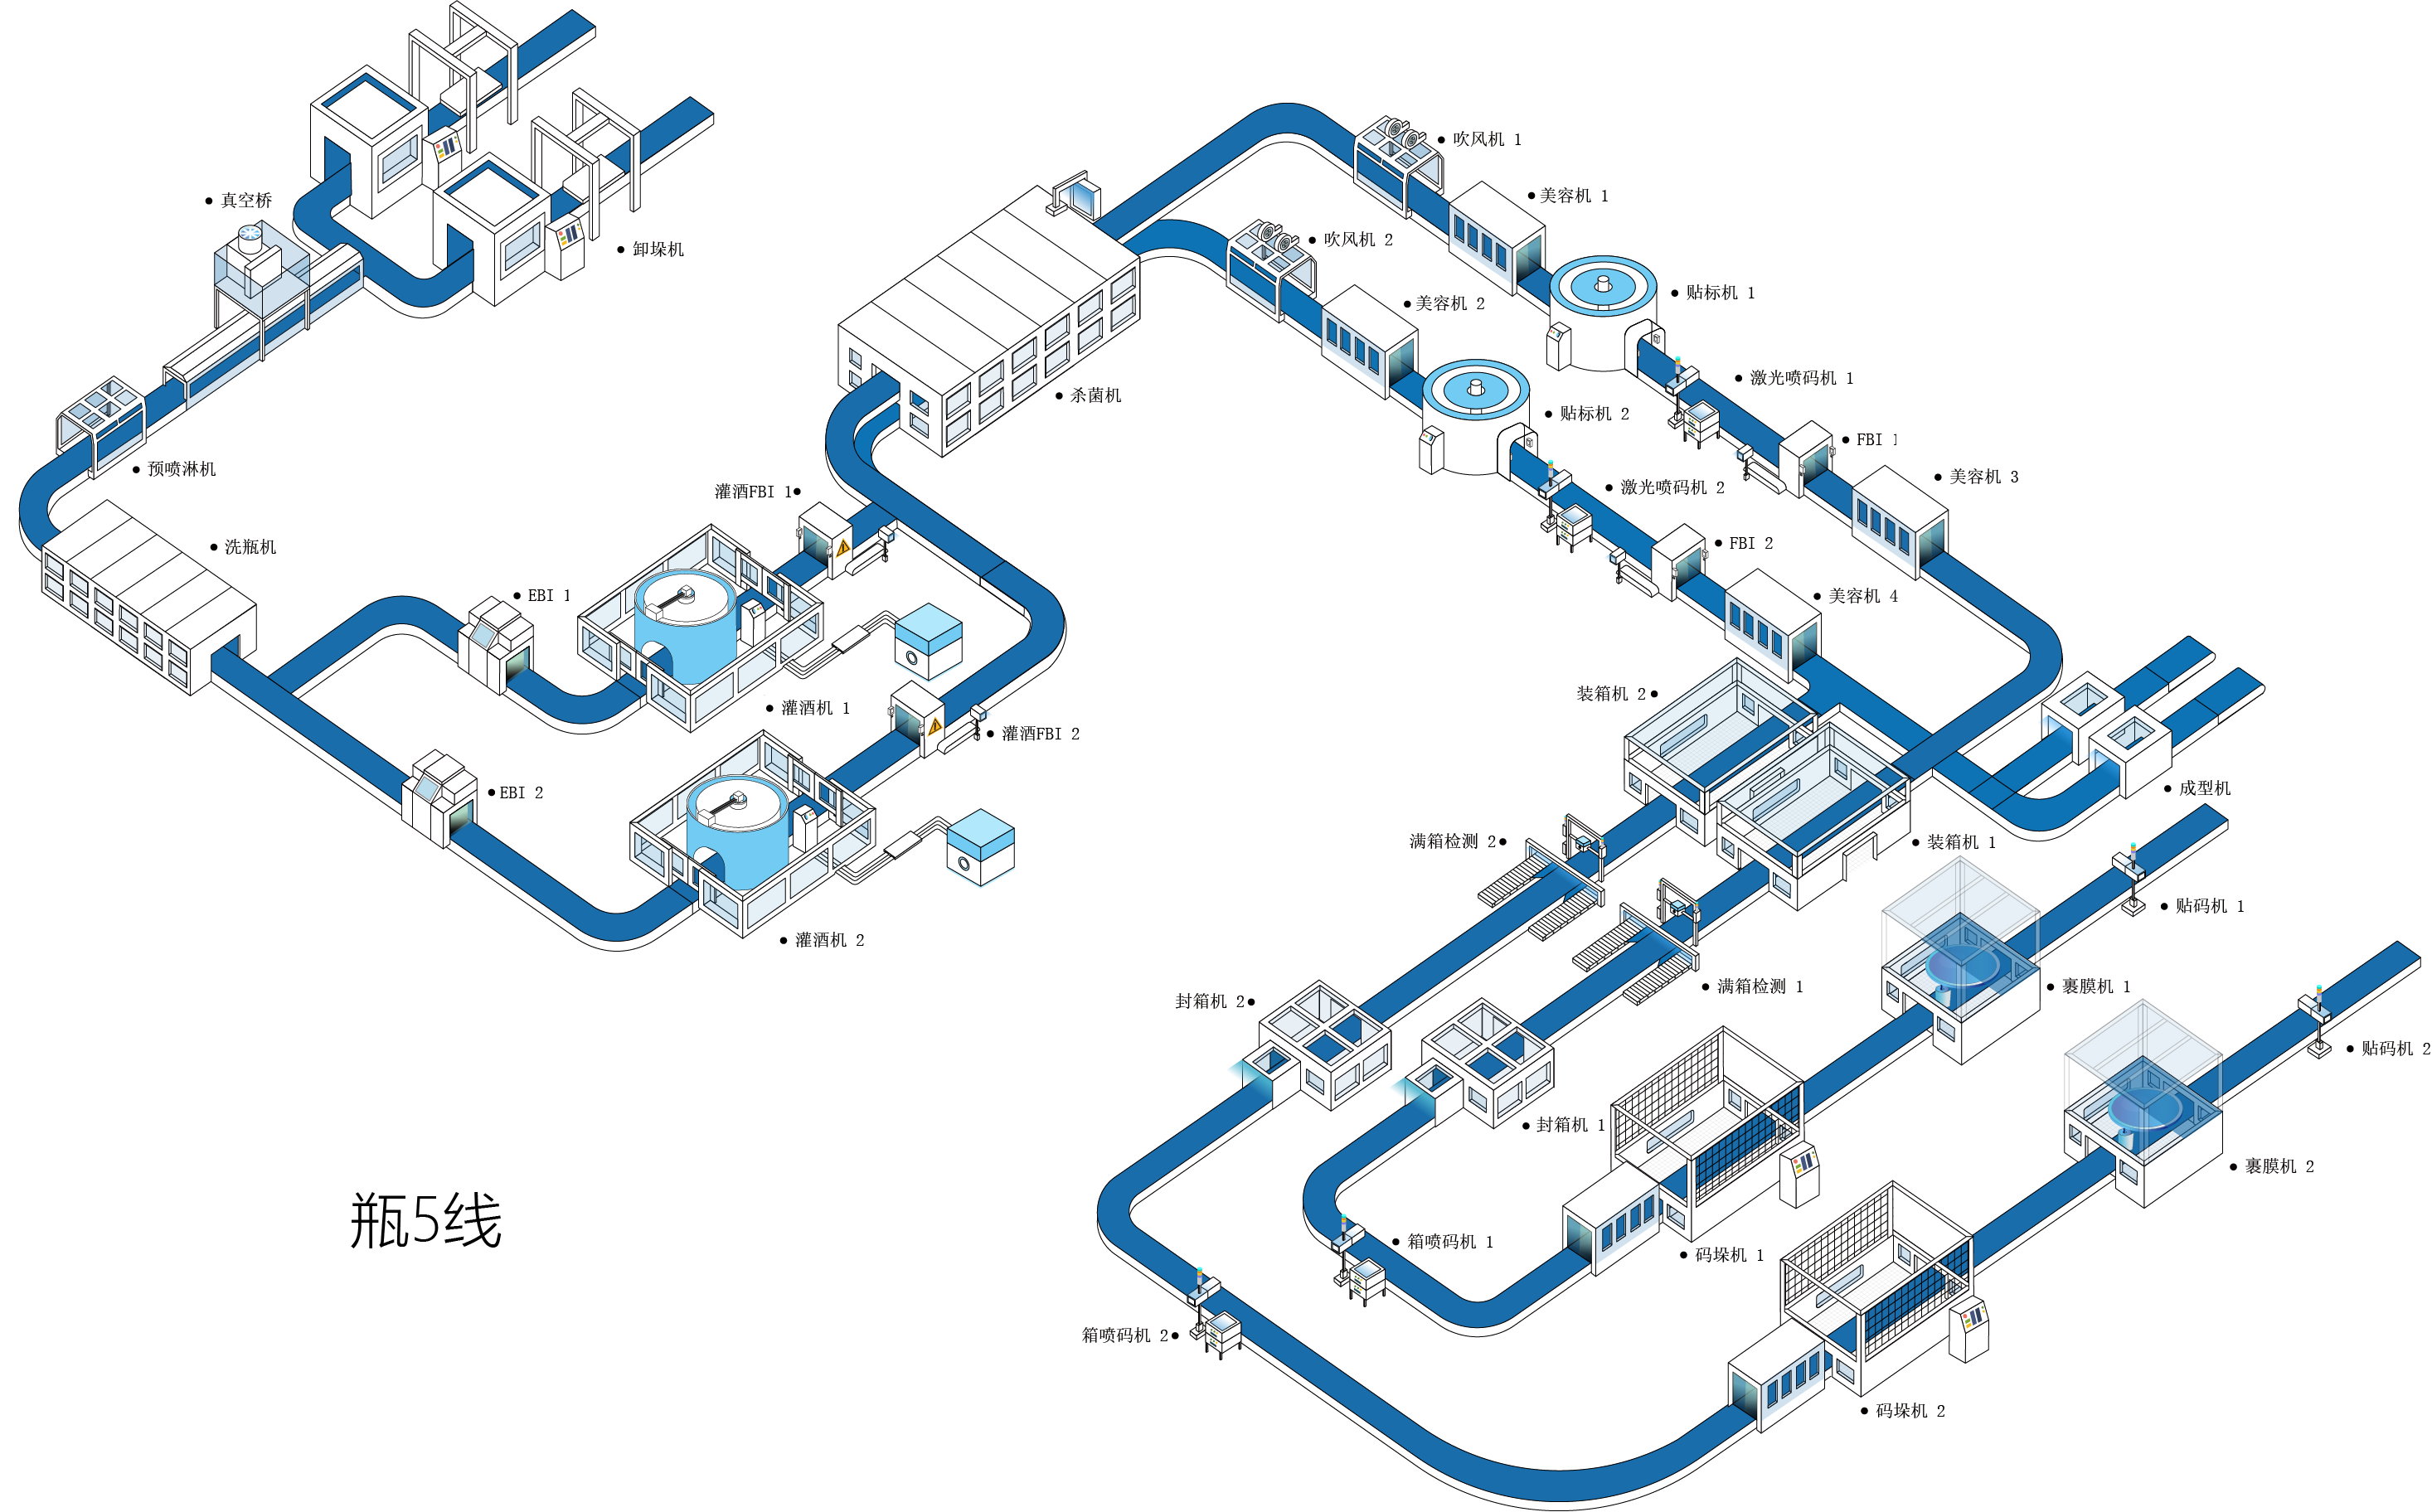 吹风机 1
美容机 1
真空桥
卸垛机
吹风机 2
美容机 2
贴标机 1
杀菌机
激光喷码机 1
贴标机 2
FBI 1
预喷淋机
美容机 3
灌酒FBI 1
激光喷码机 2
洗瓶机
FBI 2
EBI 1
美容机 4
装箱机 2
灌酒机 1
灌酒FBI 2
EBI 2
成型机
满箱检测 2
装箱机 1
贴码机 1
灌酒机 2
满箱检测 1
裹膜机 1
封箱机 2
贴码机 2
封箱机 1
裹膜机 2
瓶5线
箱喷码机 1
码垛机 1
箱喷码机 2
码垛机 2